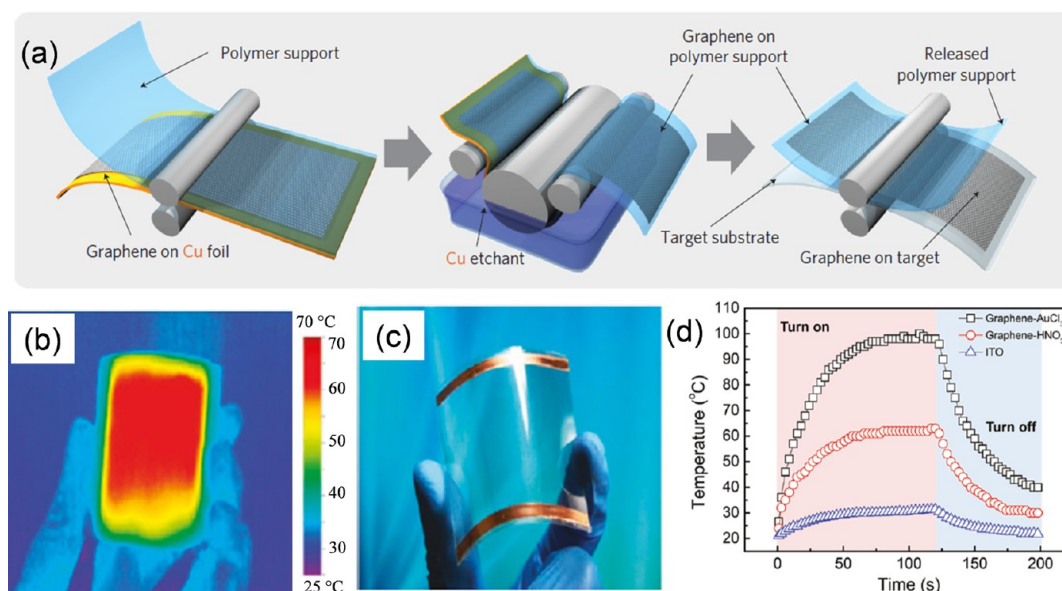 (a)
Polymer support
Graphene on Cu foil
Cu etchant
Graphene on
polymer support
Released
polymer support
Target substrate
Graphene on target
(b)
70 °C
70
60
50
40
30
25 °C
(c)
(d)
Temperature (°C)
110
100
90
80
70
60
50
40
30
20
Turn on
Turn off
Graphene-AuCl
Graphene-HNO
ITO
0
50
100
150
200
Time (s)